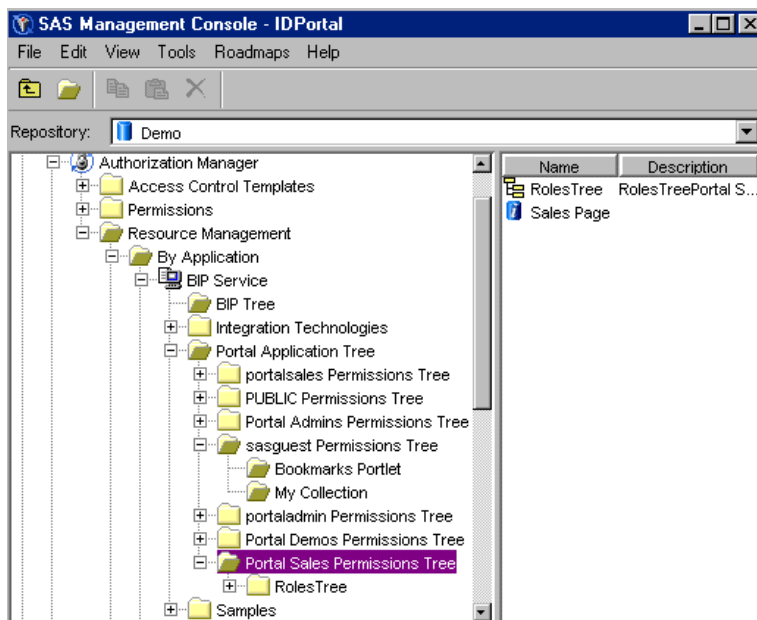 SAS Management Console - IDPortal
File Edit View Tools Roadmaps Help
Repository: Demo
Authorization Manager
Access Control Templates
Permissions
Resource Management
By Application
BIP Service
BIP Tree
Integration Technologies
Portal Application Tree
portalsales Permissions Tree
PUBLIC Permissions Tree
Portal Admins Permissions Tree
sasguest Permissions Tree
Bookmarks Portlet
My Collection
portaladmin Permissions Tree
Portal Demos Permissions Tree
Portal Sales Permissions Tree
RolesTree
Samples
Name Description
RolesTree RolesTreePortal S...
Sales Page